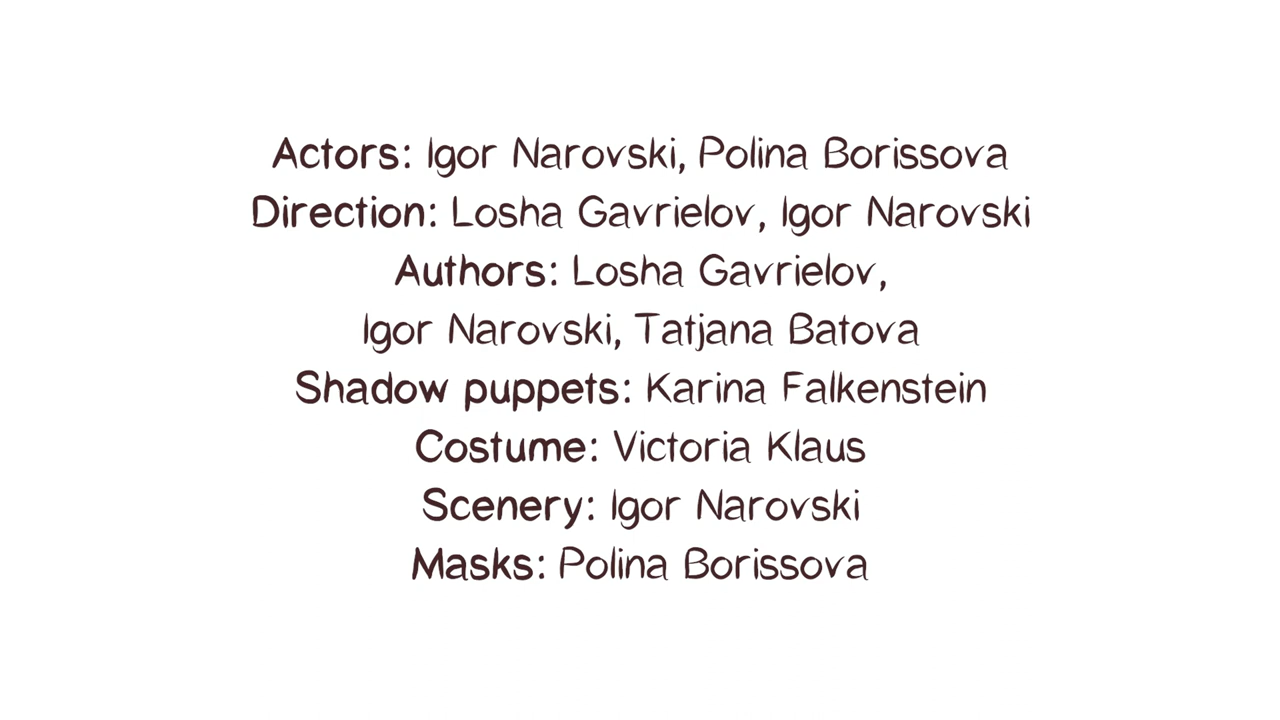 Actors: Igor Narovski, Polina Borissova
Direction: Losha Gavrielov, Igor Narovski
Authors: Losha Gavrielov,
Igor Narovski, Tatjana Batova
Shadow puppets: Karina Falkenstein
Costume: Victoria Klaus
Scenery: Igor Narovski
Masks: Polina Borissova